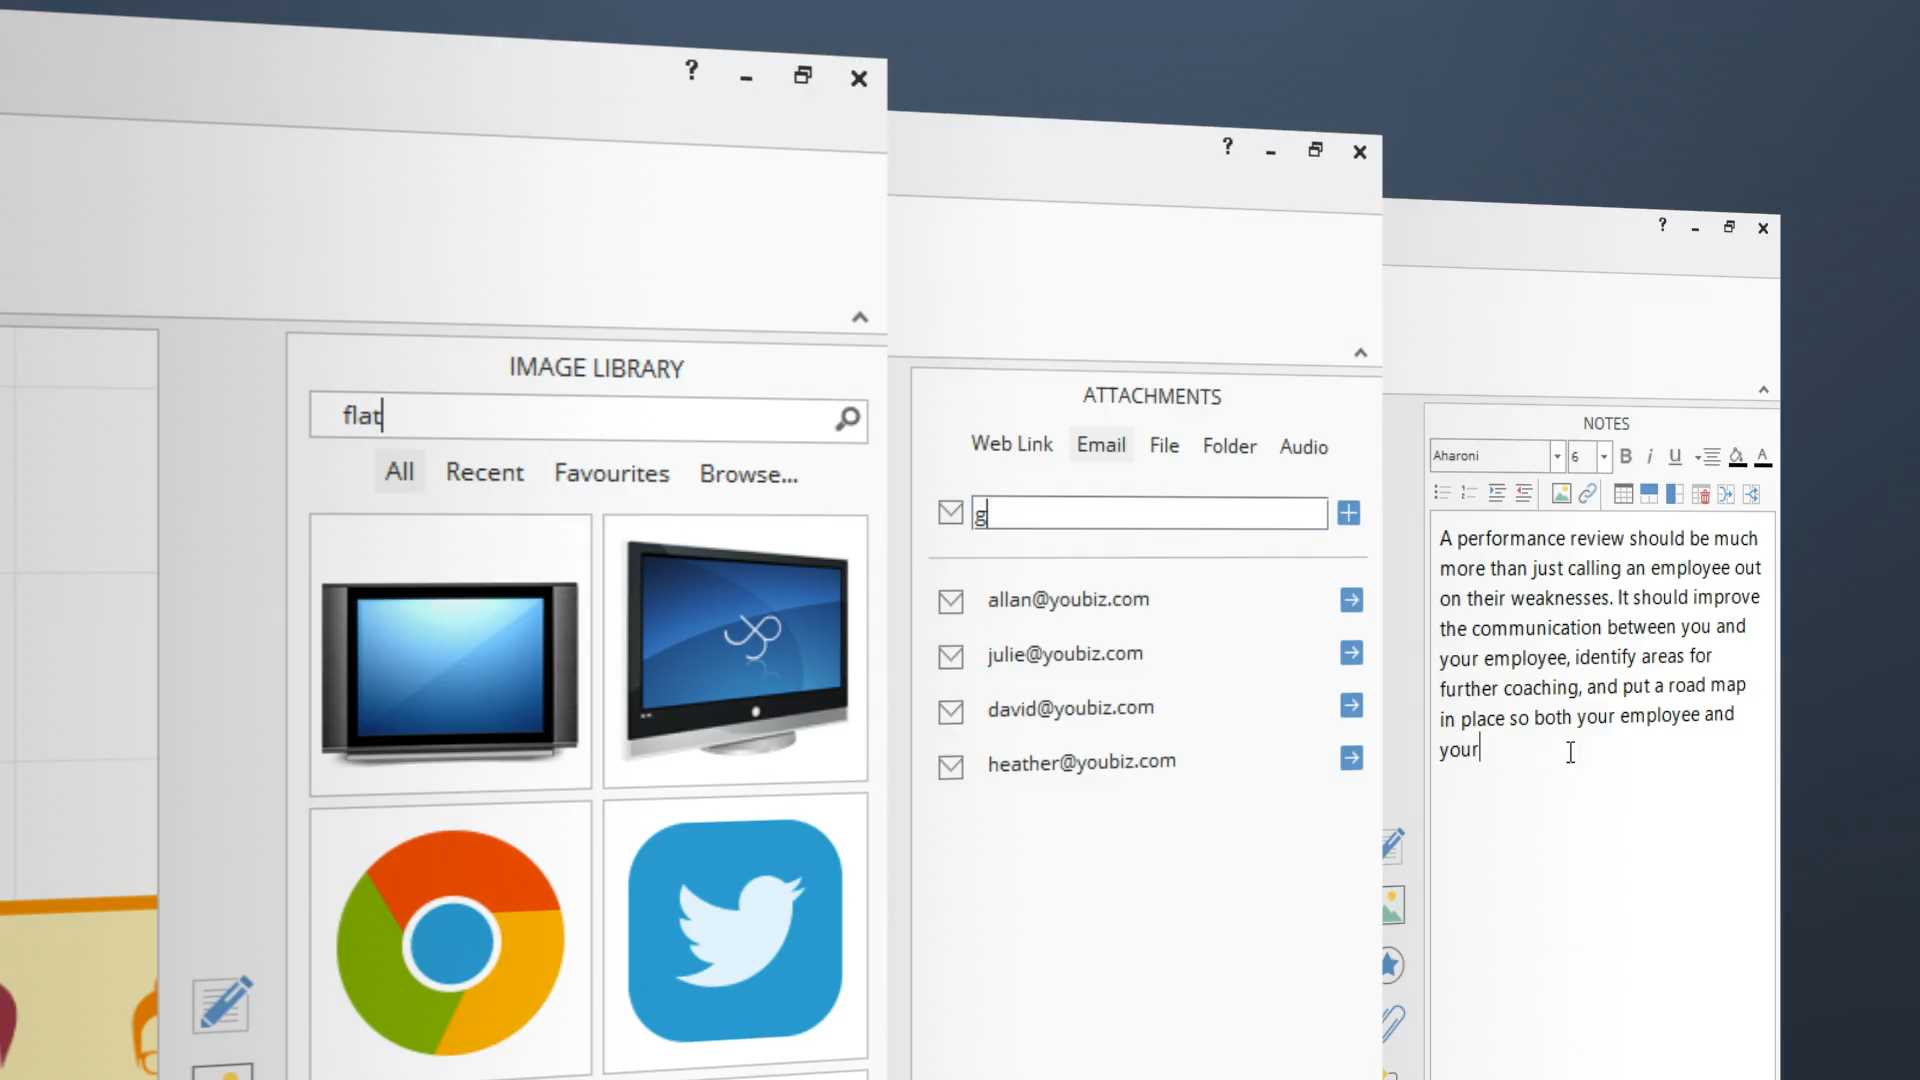 ?
IMAGE LIBRARY
flat
All Recent Favourites Browse...
?
ATTACHMENTS
Web Link Email File Folder Audio
g
allan@youbiz.com
julie@youbiz.com
david@youbiz.com
heather@youbiz.com
?
NOTES
Aharoni 6 B i U A
A performance review should be much
more than just calling an employee out
on their weaknesses. It should improve
the communication between you and
your employee, identify areas for
further coaching, and put a road map
in place so both your employee and
your